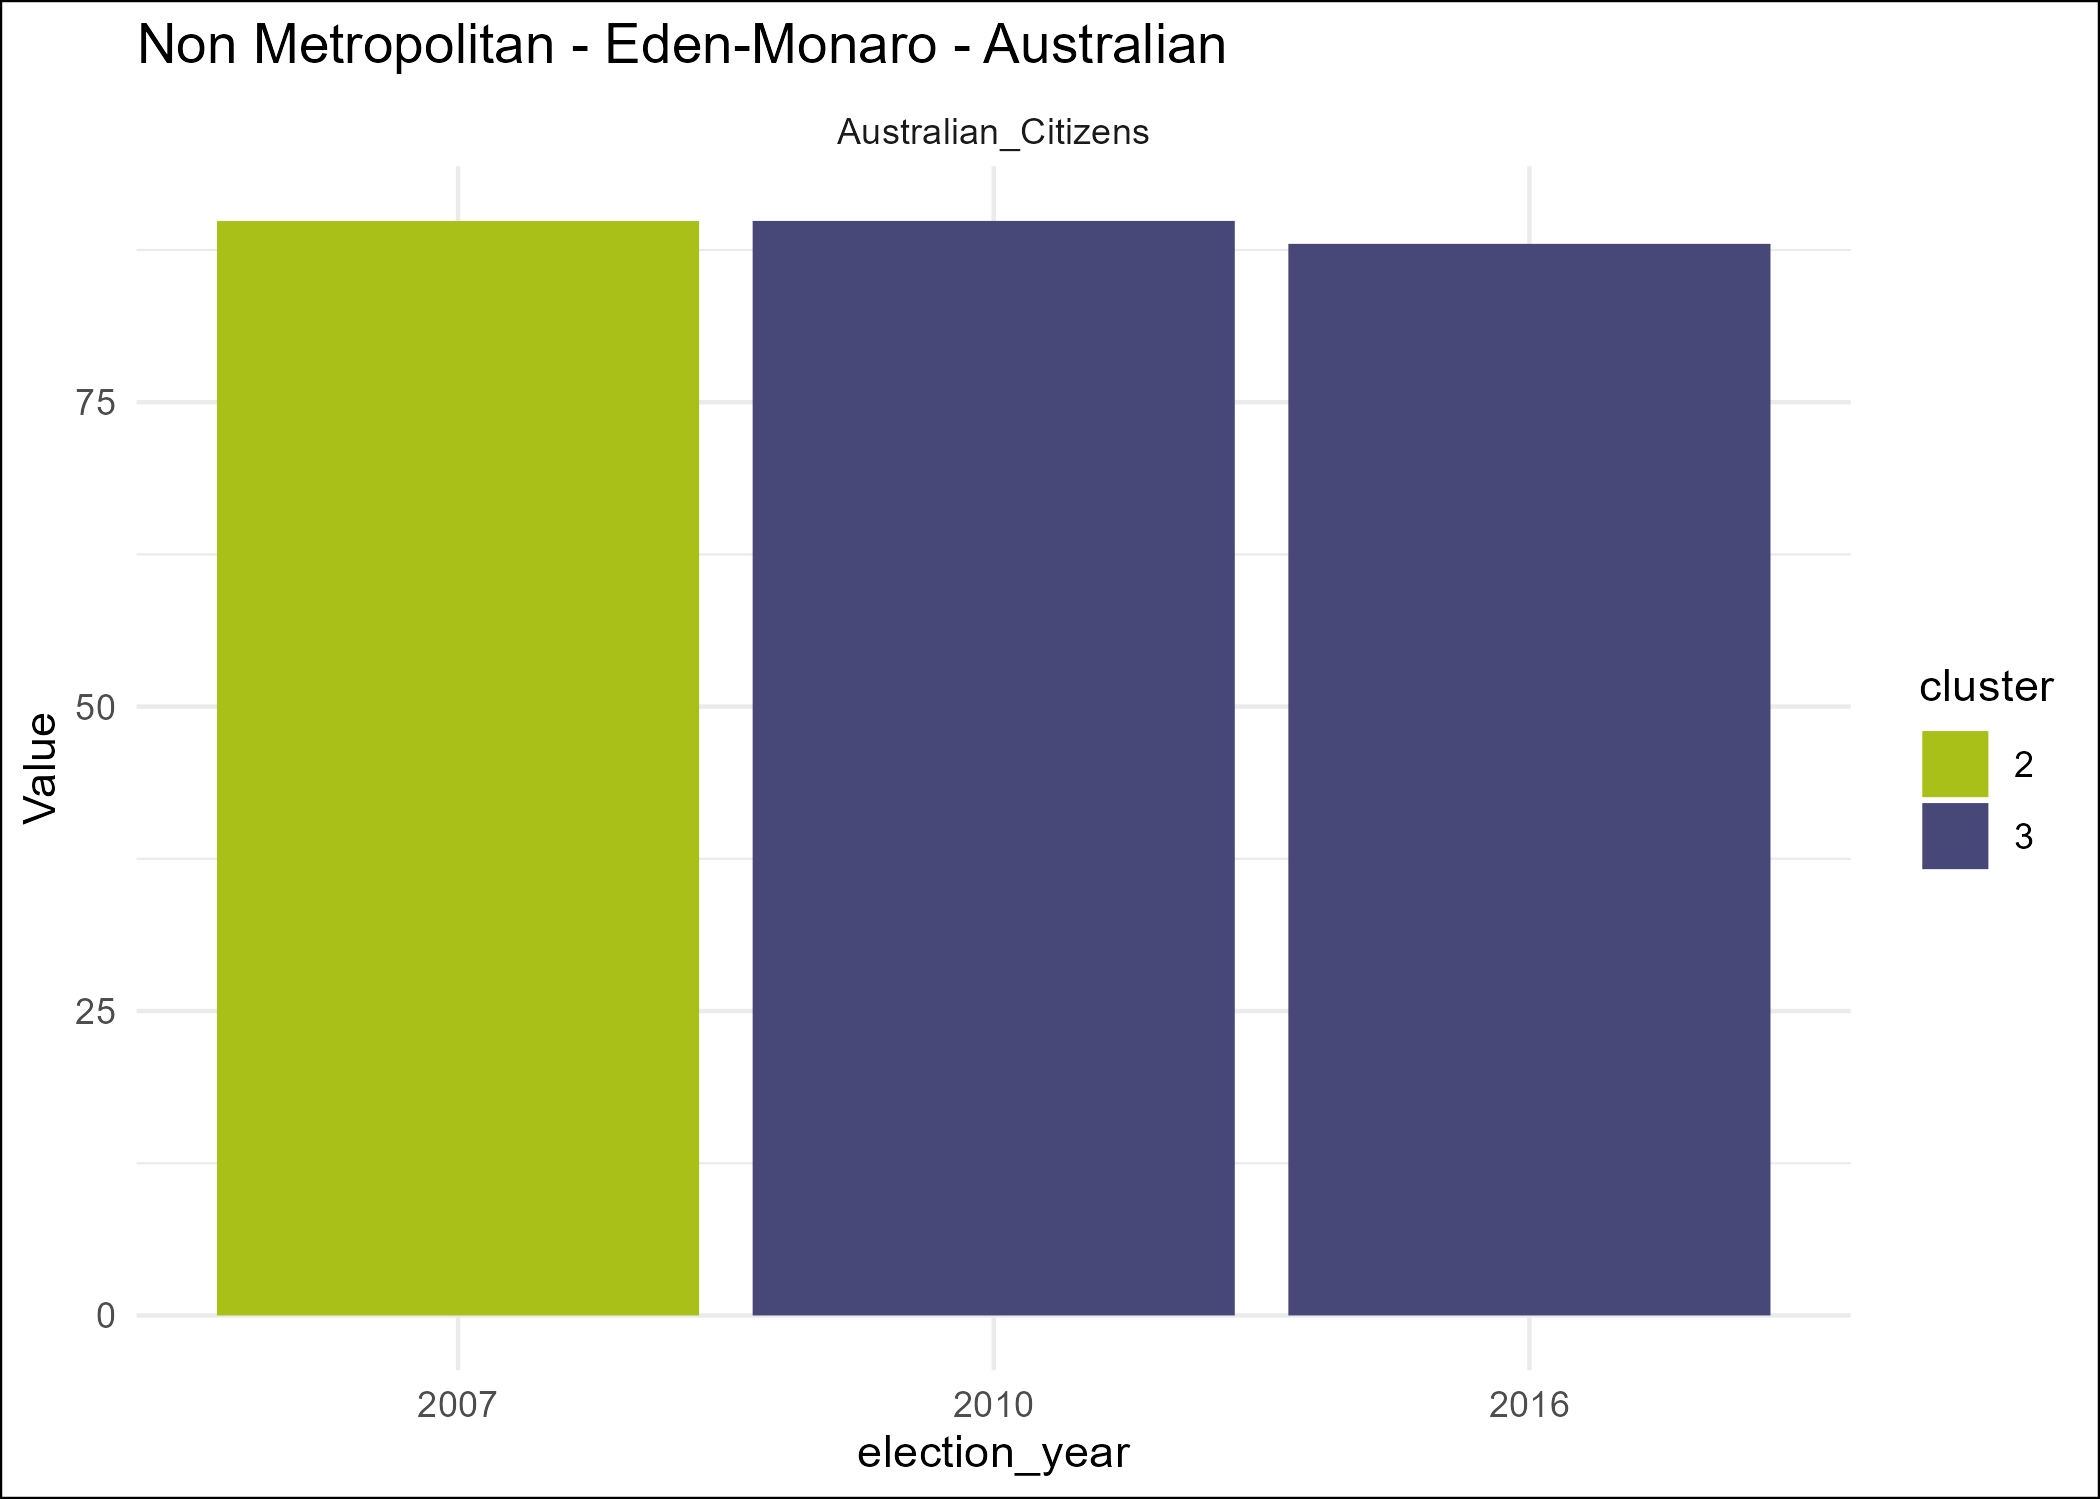 Non Metropolitan - Eden-Monaro - Australian
Australian_Citizens
75
50
25
0
Value
2007 2010 2016
election_year
cluster
2
3